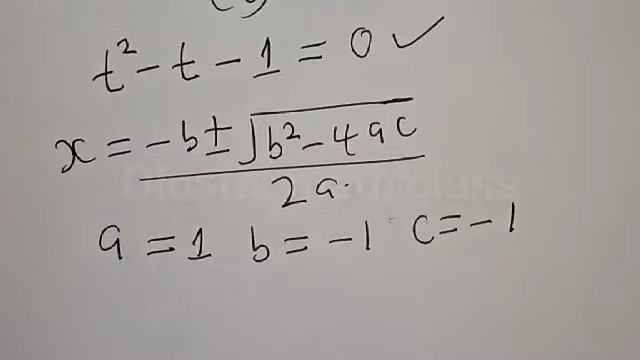 t² - t - 1 = 0 ✓
x = (-b ± √(b² - 4ac)) / 2a.
a = 1 b = -1 c = -1